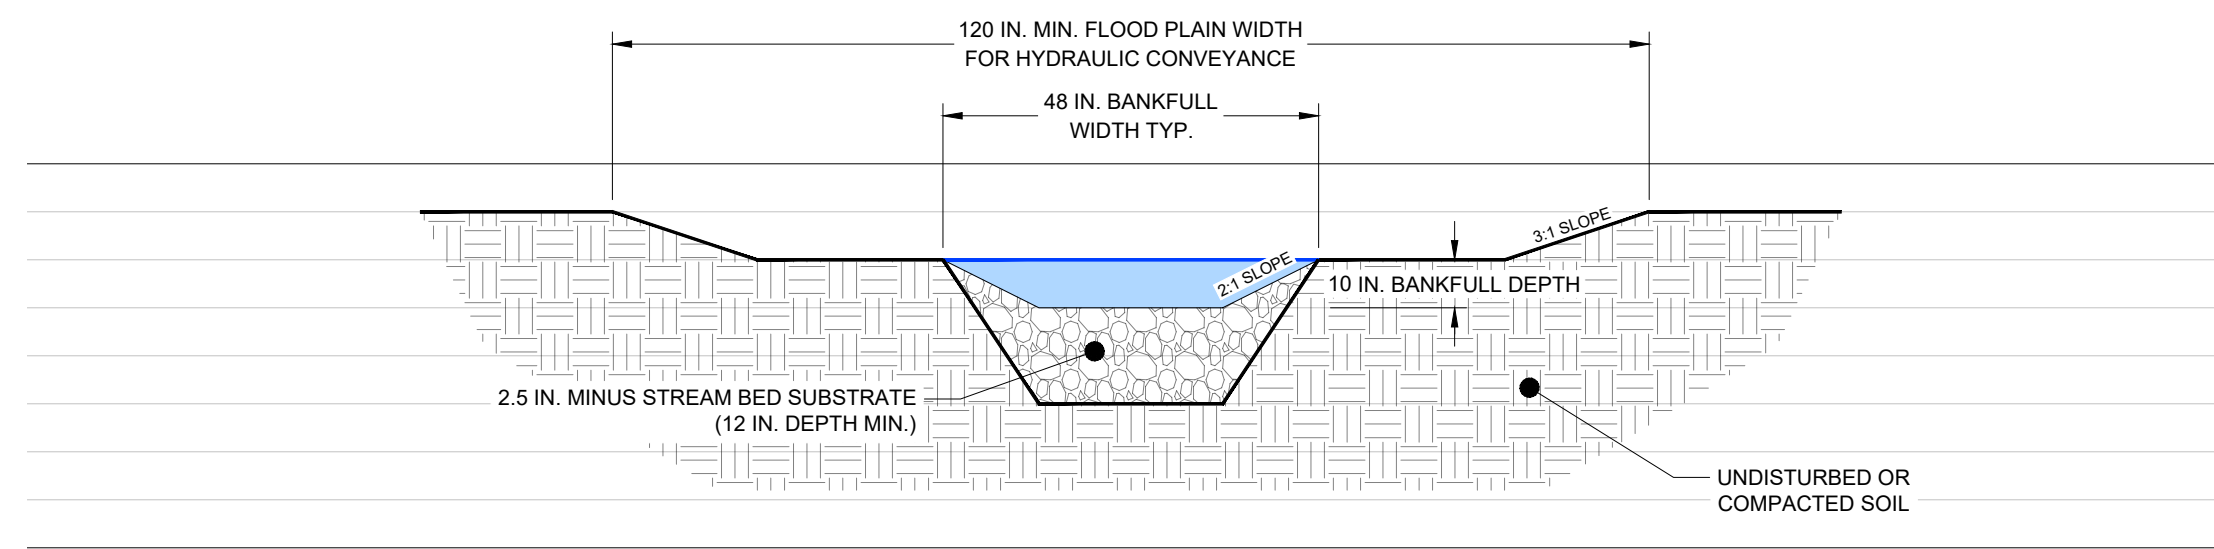 120 IN. MIN. FLOOD PLAIN WIDTH
FOR HYDRAULIC CONVEYANCE
48 IN. BANKFULL
WIDTH TYP.
3:1 SLOPE
2:1 SLOPE
10 IN. BANKFULL DEPTH
2.5 IN. MINUS STREAM BED SUBSTRATE
(12 IN. DEPTH MIN.)
UNDISTURBED OR
COMPACTED SOIL